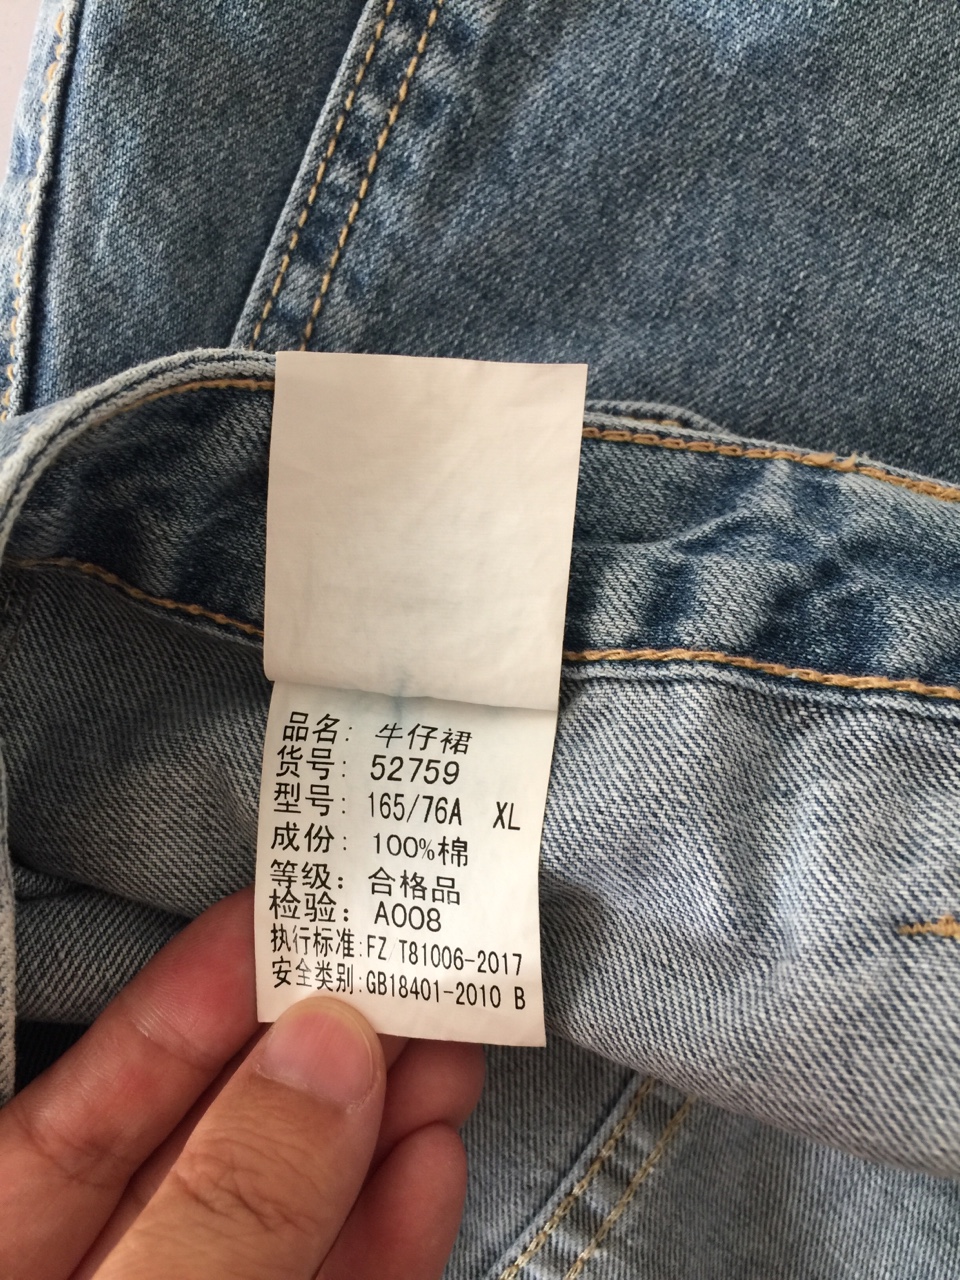 品名: 牛仔裙
货号: 52759
型号: 165/76A XL
成份: 100%棉
等级: 合格品
检验: A008
执行标准:FZ/T81006-2017
安全类别:GB18401-2010 B